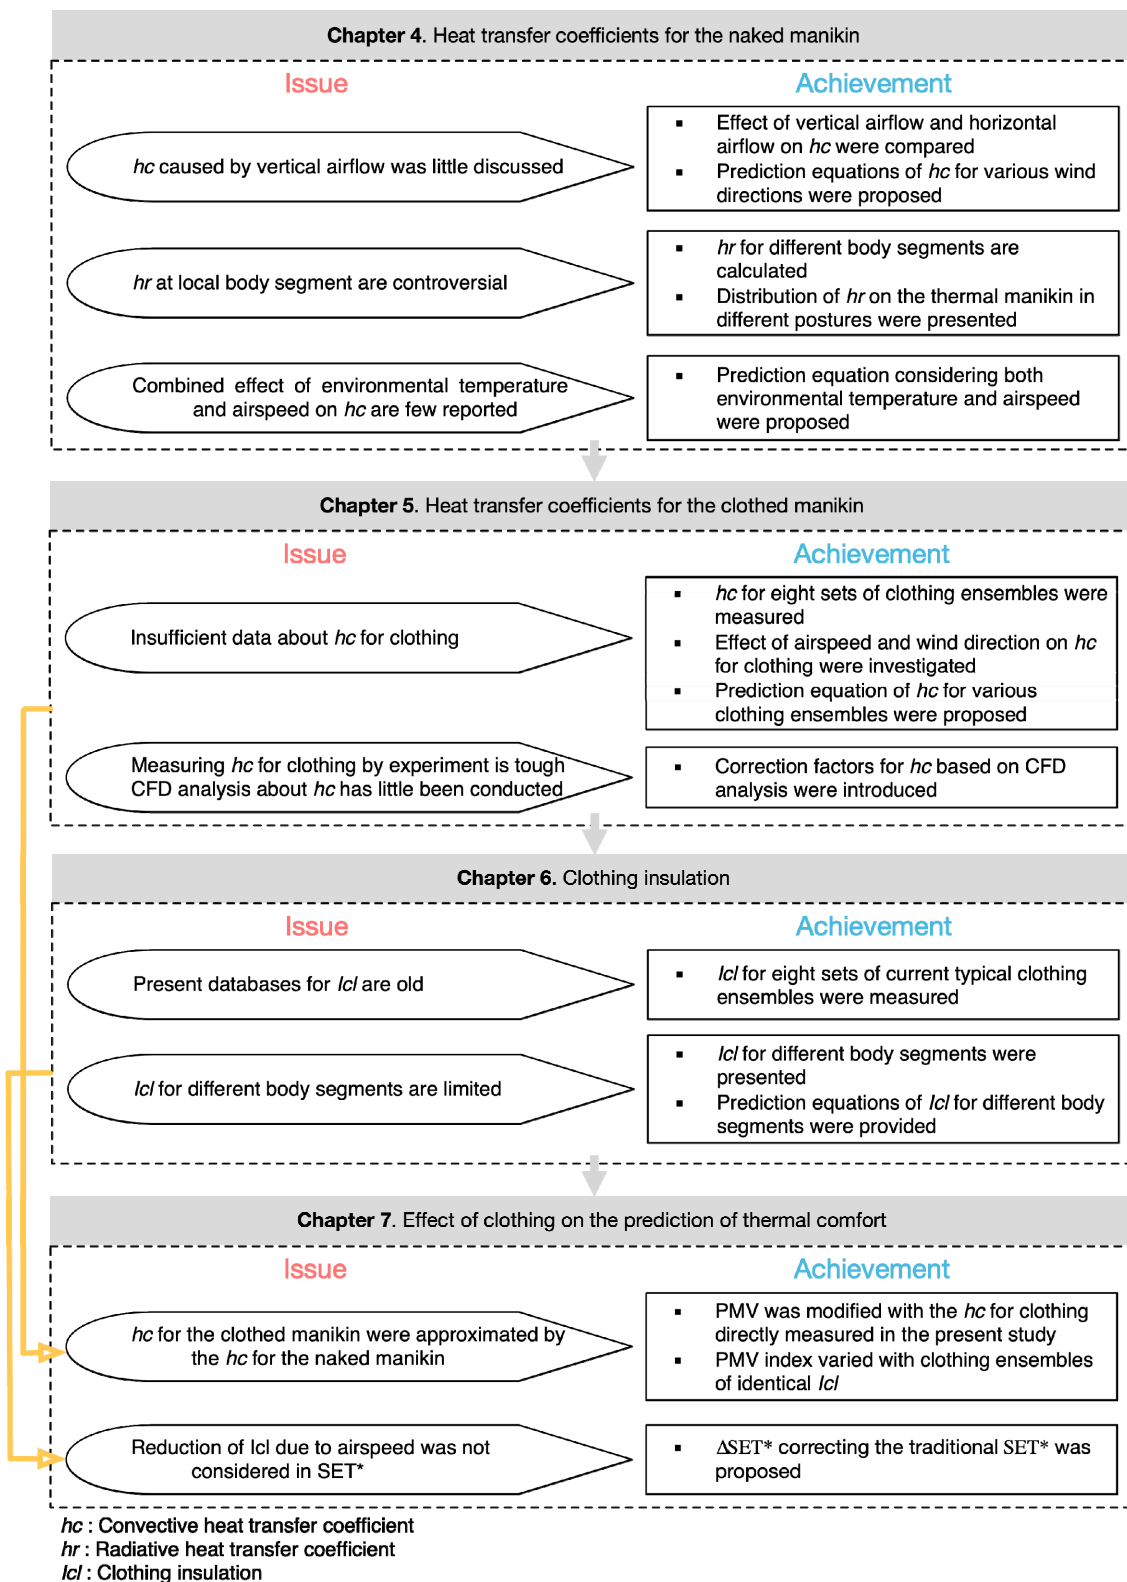 Chapter 4. Heat transfer coefficients for the naked manikin
Issue
Achievement
hc caused by vertical airflow was little discussed
▪ Effect of vertical airflow and horizontal
airflow on hc were compared
▪ Prediction equations of hc for various wind
directions were proposed
hr at local body segment are controversial
▪ hr for different body segments are
calculated
▪ Distribution of hr on the thermal manikin in
different postures were presented
Combined effect of environmental temperature
and airspeed on hc are few reported
▪ Prediction equation considering both
environmental temperature and airspeed
were proposed
Chapter 5. Heat transfer coefficients for the clothed manikin
Issue
Achievement
Insufficient data about hc for clothing
▪ hc for eight sets of clothing ensembles were
measured
▪ Effect of airspeed and wind direction on hc
for clothing were investigated
▪ Prediction equation of hc for various
clothing ensembles were proposed
Measuring hc for clothing by experiment is tough
CFD analysis about hc has little been conducted
▪ Correction factors for hc based on CFD
analysis were introduced
Chapter 6. Clothing insulation
Issue
Achievement
Present databases for Icl are old
▪ Icl for eight sets of current typical clothing
ensembles were measured
Icl for different body segments are limited
▪ Icl for different body segments were
presented
▪ Prediction equations of Icl for different body
segments were provided
Chapter 7. Effect of clothing on the prediction of thermal comfort
Issue
Achievement
hc for the clothed manikin were approximated by
the hc for the naked manikin
▪ PMV was modified with the hc for clothing
directly measured in the present study
▪ PMV index varied with clothing ensembles
of identical Icl
Reduction of Icl due to airspeed was not
considered in SET*
▪ ΔSET* correcting the traditional SET* was
proposed
hc : Convective heat transfer coefficient
hr : Radiative heat transfer coefficient
Icl : Clothing insulation